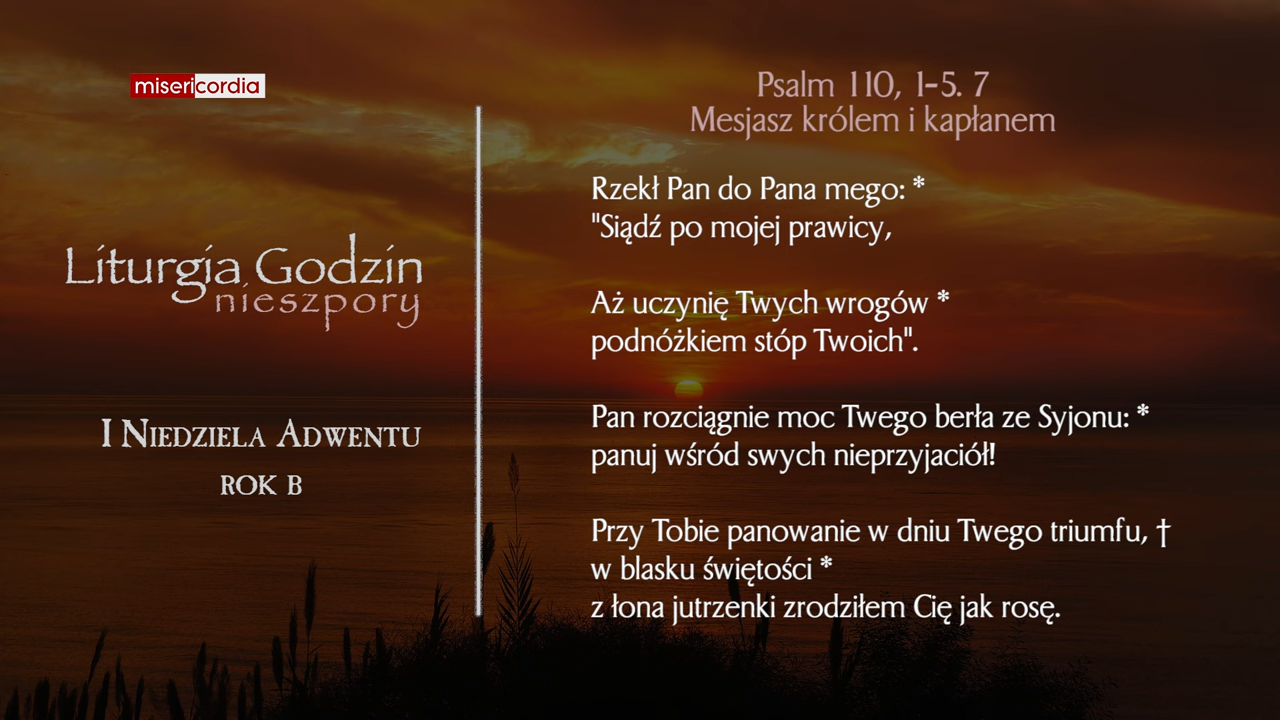 misericordia
Liturgia Godzin
nieszpory
I Niedziela Adwentu
rok B
Psalm 110, 1-5. 7
Mesjasz królem i kapłanem
Rzekł Pan do Pana mego: *
"Siądź po mojej prawicy,
Aż uczynię Twych wrogów *
podnóżkiem stóp Twoich".
Pan rozciągnie moc Twego berła ze Syjonu: *
panuj wśród swych nieprzyjaciół!
Przy Tobie panowanie w dniu Twego triumfu, †
w blasku świętości *
z łona jutrzenki zrodziłem Cię jak rosę.